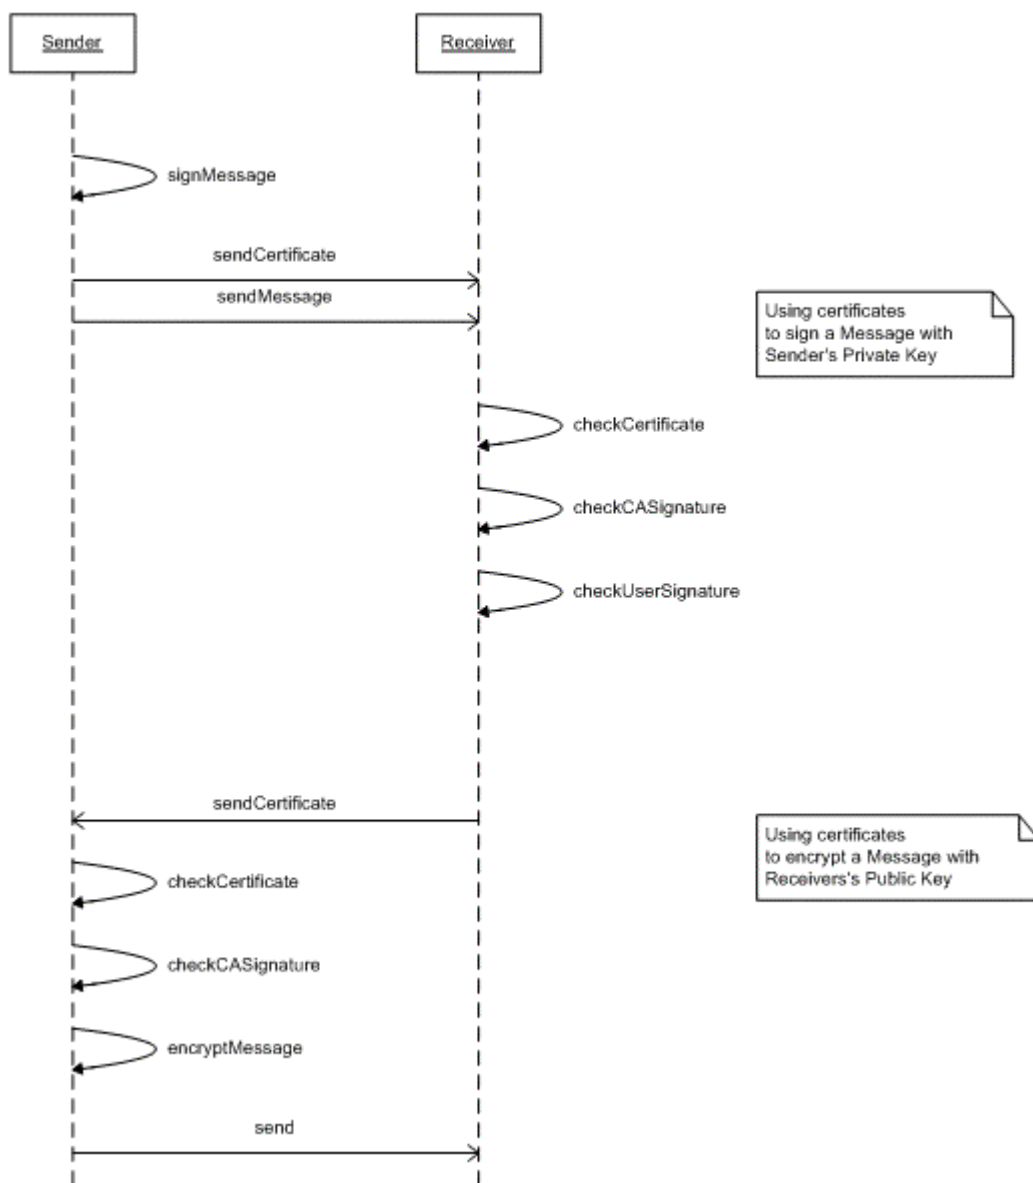 Sender
Receiver
signMessage
sendCertificate
sendMessage
Using certificates
to sign a Message with
Sender's Private Key
checkCertificate
checkCASignature
checkUserSignature
sendCertificate
Using certificates
to encrypt a Message with
Receivers's Public Key
checkCertificate
checkCASignature
encryptMessage
send